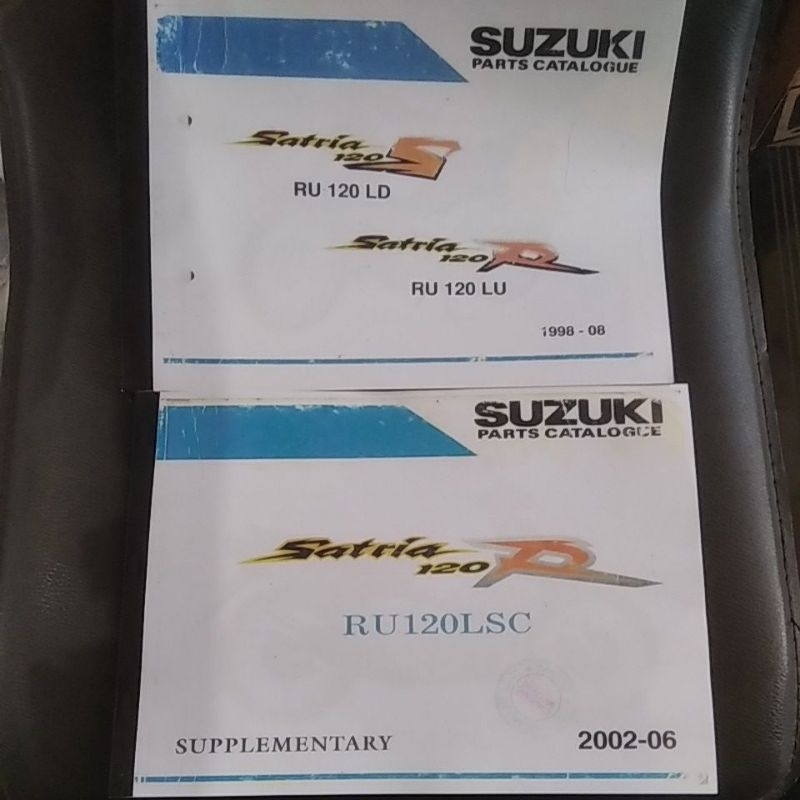 SUZUKI
PARTS CATALOGUE
Satria
120 S
RU 120 LD
Satria
120 R
RU 120 LU
1998 - 08
SUZUKI
PARTS CATALOGUE
Satria
120 R
RU120LSC
SUPPLEMENTARY
2002-06